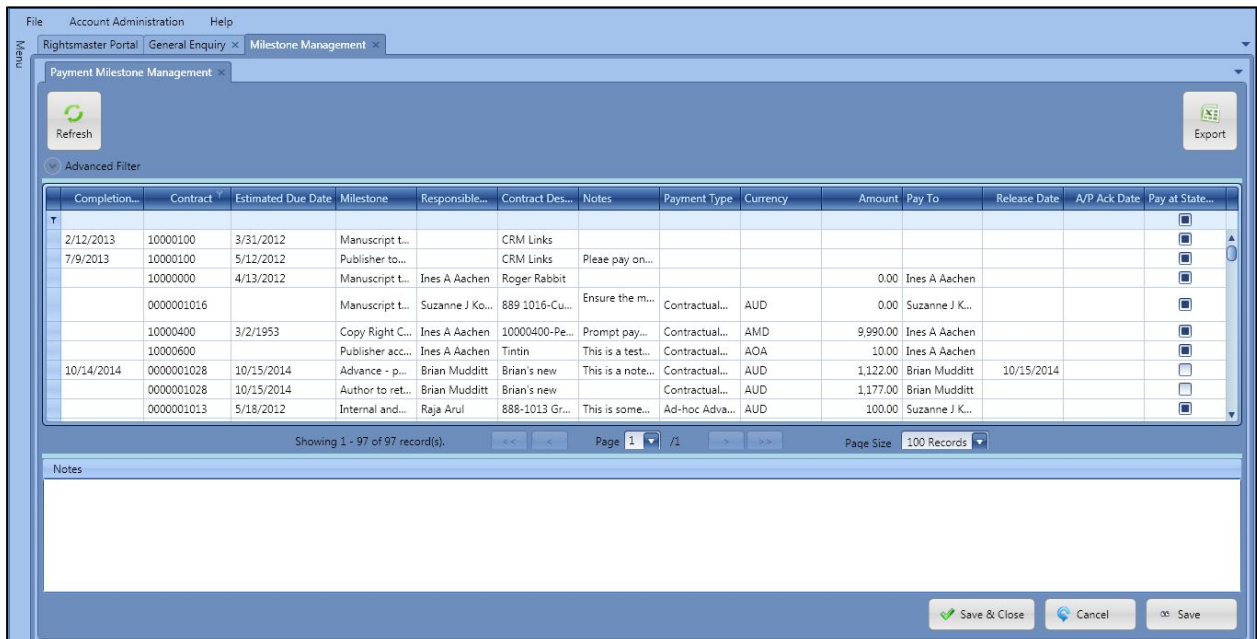 File Account Administration Help
Menu
Rightsmaster Portal General Enquiry × Milestone Management ×
Payment Milestone Management ×
Refresh
Export
Advanced Filter
Completion... Contract Estimated Due Date Milestone Responsible... Contract Des... Notes Payment Type Currency Amount Pay To Release Date A/P Ack Date Pay at State...
2/12/2013 10000100 3/31/2012 Manuscript t... CRM Links
7/9/2013 10000100 5/12/2012 Publisher to... CRM Links Pleae pay on...
10000000 4/13/2012 Manuscript t... Ines A Aachen Roger Rabbit 0.00 Ines A Aachen
0000001016 Manuscript t... Suzanne J Ko... 889 1016-Cu... Ensure the m... Contractual... AUD 0.00 Suzanne J K...
10000400 3/2/1953 Copy Right C... Ines A Aachen 10000400-Pe... Prompt pay... Contractual... AMD 9,990.00 Ines A Aachen
10000600 Publisher acc... Ines A Aachen Tintin This is a test... Contractual... AOA 10.00 Ines A Aachen
10/14/2014 0000001028 10/15/2014 Advance - p... Brian Mudditt Brian's new This is a note... Contractual... AUD 1,122.00 Brian Mudditt 10/15/2014
0000001028 10/15/2014 Author to ret... Brian Mudditt Brian's new Contractual... AUD 1,177.00 Brian Mudditt
0000001013 5/18/2012 Internal and... Raja Arul 888-1013 Gr... This is some... Ad-hoc Adva... AUD 100.00 Suzanne J K...
Showing 1 - 97 of 97 record(s). << < Page 1 /1 > >> Page Size 100 Records
Notes
Save & Close Cancel Save